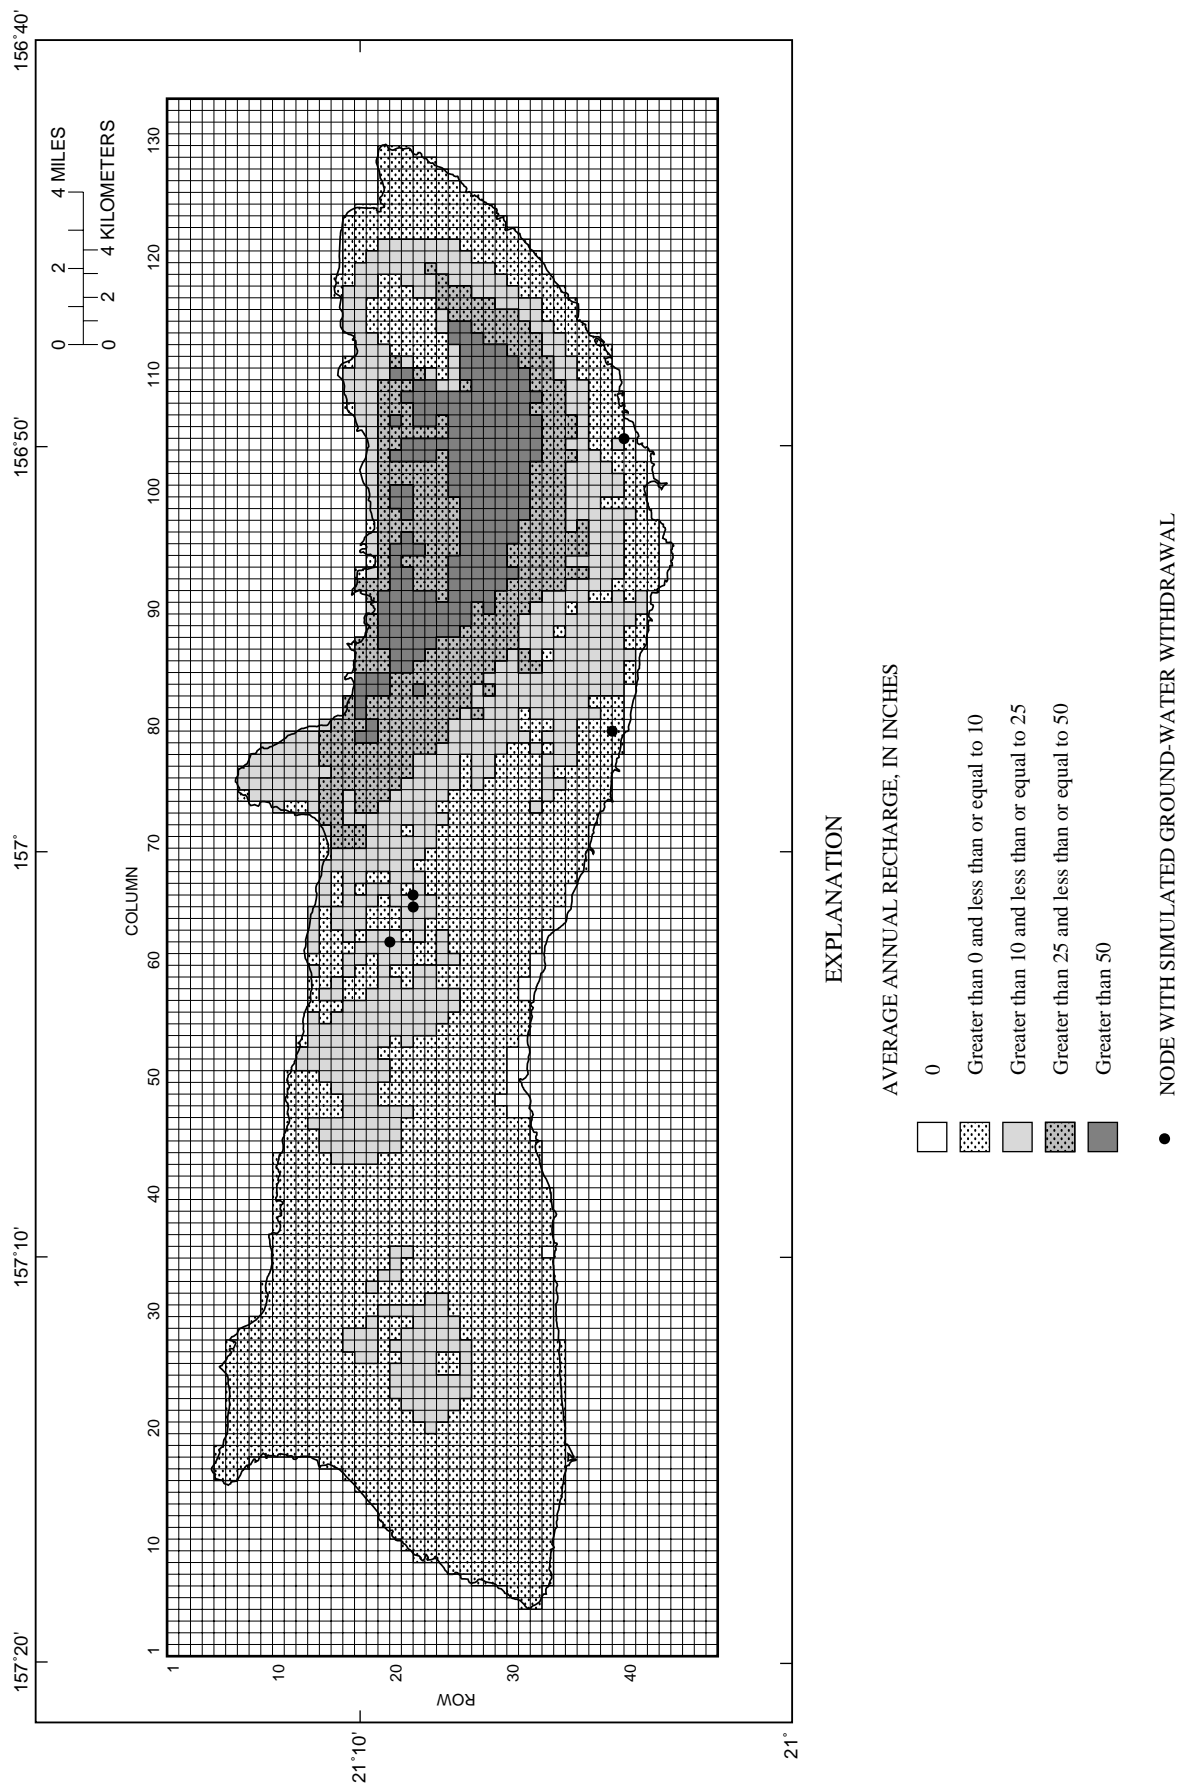 157°20'
157°10'
157°
156°50'
156°40'
21°10'
21°
0 2 4 MILES
0 2 4 KILOMETERS
COLUMN
1 10 20 30 40 50 60 70 80 90 100 110 120 130
ROW
1
10
20
30
40
EXPLANATION
AVERAGE ANNUAL RECHARGE, IN INCHES
0
Greater than 0 and less than or equal to 10
Greater than 10 and less than or equal to 25
Greater than 25 and less than or equal to 50
Greater than 50
NODE WITH SIMULATED GROUND-WATER WITHDRAWAL